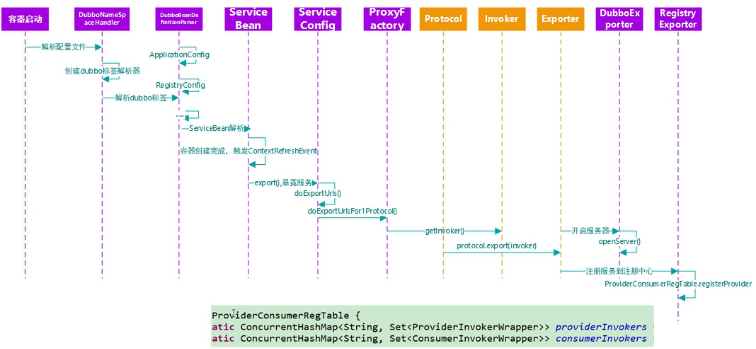 容器启动
DubboNameSpaceHandler
DubboBeanDefinitionParser
Service Bean
Service Config
ProxyFactory
Protocol
Invoker
Exporter
DubboExporter
Registry Exporter
解析配置文件
ApplicationConfig
创建dubbo标签解析器
RegistryConfig
解析dubbo标签
....
ServiceBean解析
容器创建完成，触发ContextRefreshEvent
export(),暴露服务
doExportUrls()
doExportUrlsFor1Protocol()
getInvoker()
开启服务器
openServer()
protocol.export(invoker)
注册服务到注册中心
ProviderConsumerRegTable.registerProvider
ProviderConsumerRegTable {
atic ConcurrentHashMap<String, Set<ProviderInvokerWrapper>> providerInvokers
atic ConcurrentHashMap<String, Set<ConsumerInvokerWrapper>> consumerInvokers